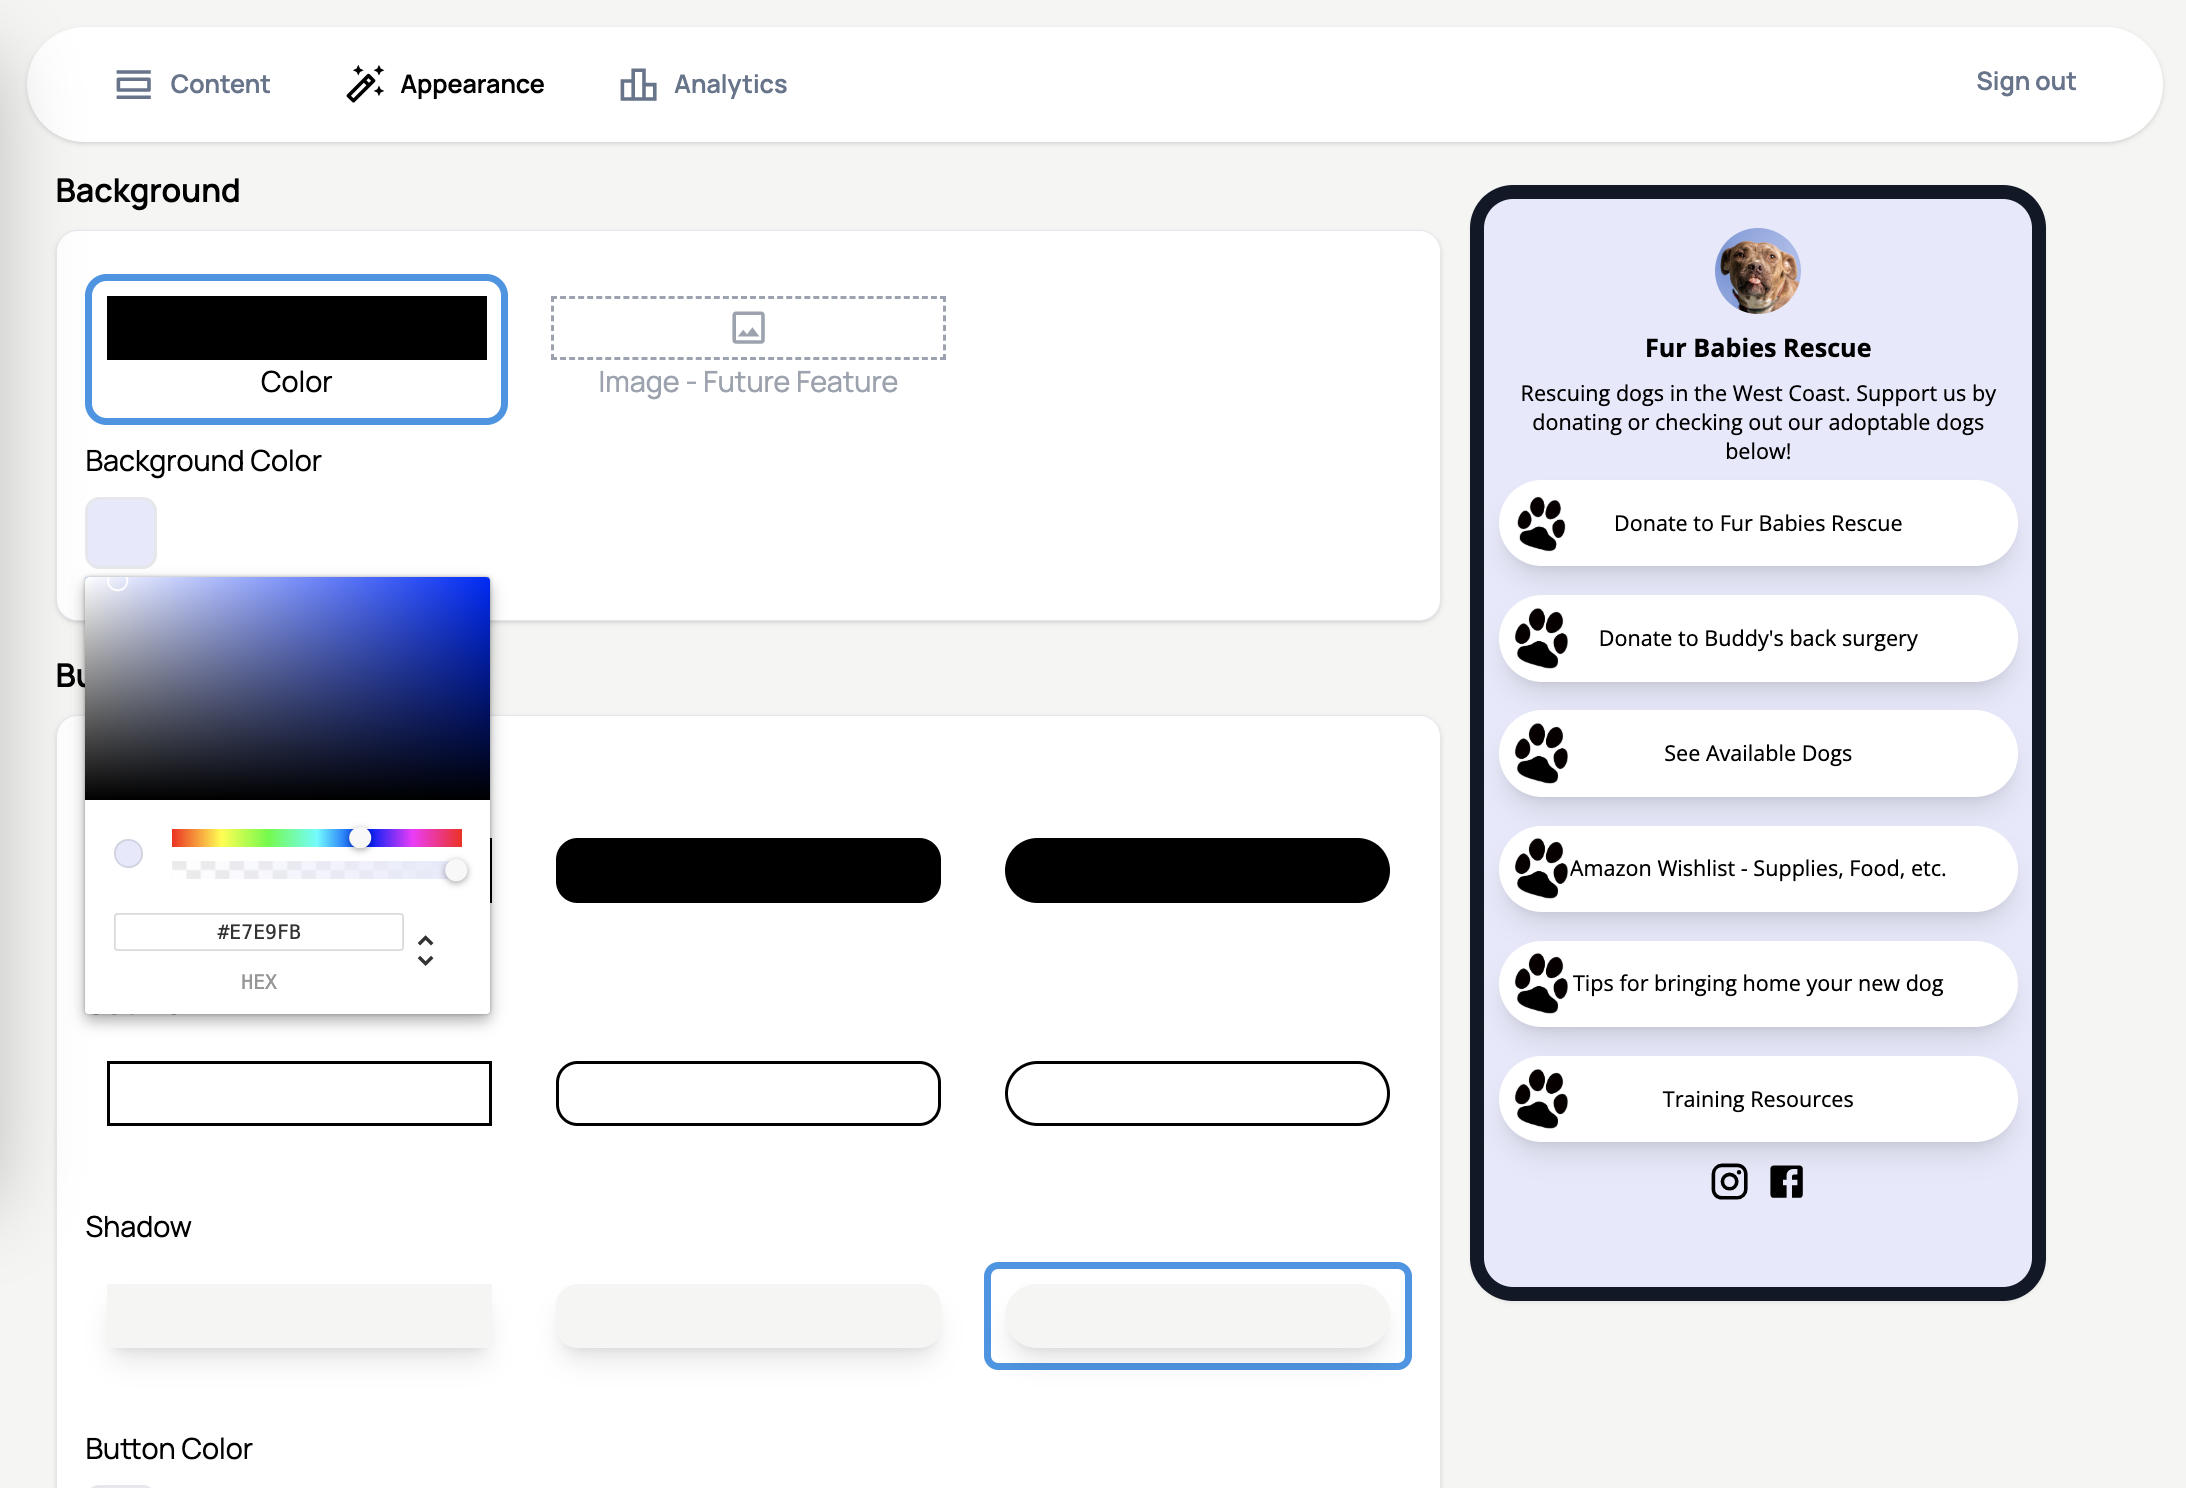 Content
Appearance
Analytics
Sign out
Background
Color
Image - Future Feature
Background Color
#E7E9FB
HEX
Shadow
Button Color
Fur Babies Rescue
Rescuing dogs in the West Coast. Support us by
donating or checking out our adoptable dogs
below!
Donate to Fur Babies Rescue
Donate to Buddy's back surgery
See Available Dogs
Amazon Wishlist - Supplies, Food, etc.
Tips for bringing home your new dog
Training Resources